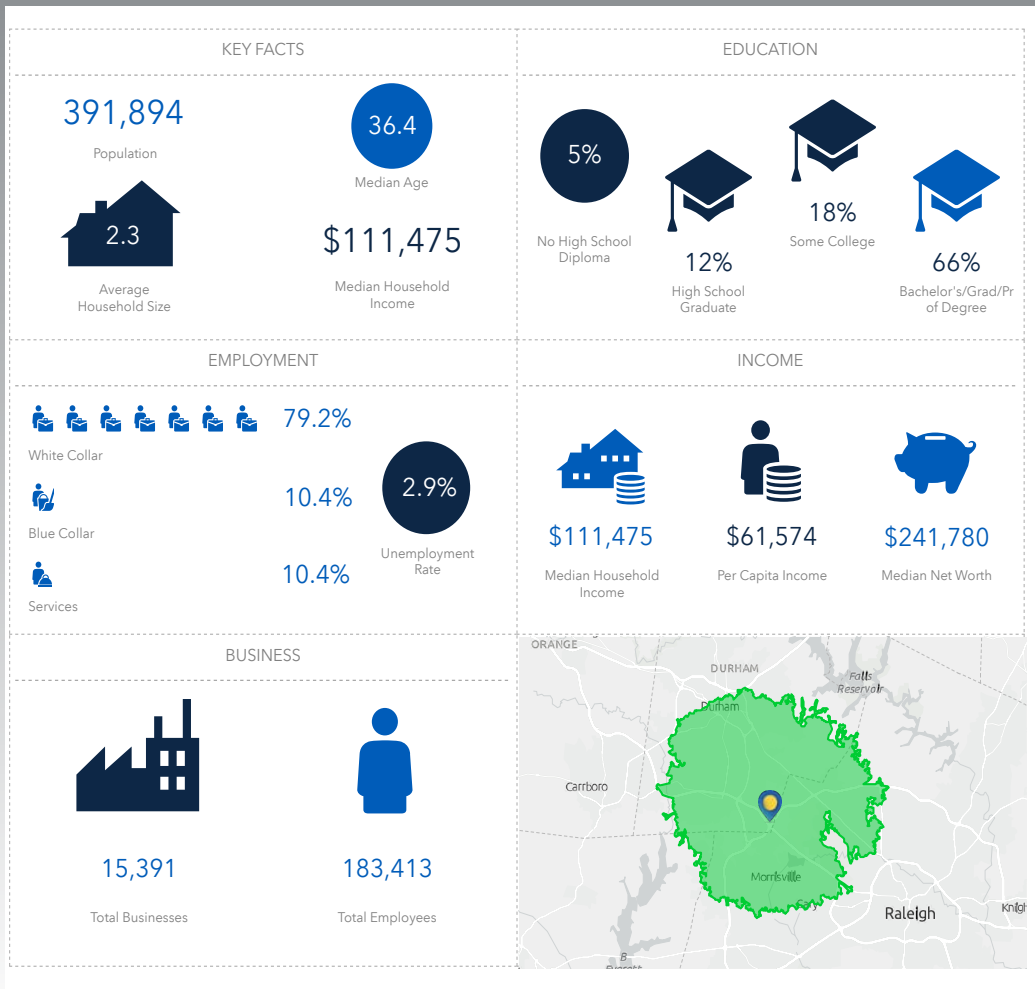 KEY FACTS
391,894
Population
36.4
Median Age
2.3
Average
Household Size
$111,475
Median Household
Income
EDUCATION
5%
No High School
Diploma
12%
High School
Graduate
18%
Some College
66%
Bachelor's/Grad/Pr
of Degree
EMPLOYMENT
79.2%
White Collar
10.4%
Blue Collar
10.4%
Services
2.9%
Unemployment
Rate
INCOME
$111,475
Median Household
Income
$61,574
Per Capita Income
$241,780
Median Net Worth
BUSINESS
15,391
Total Businesses
183,413
Total Employees
ORANGE
DURHAM
Falls
Reservoir
Durham
Carrboro
Morrisville
Cary
Raleigh
Knigh
B